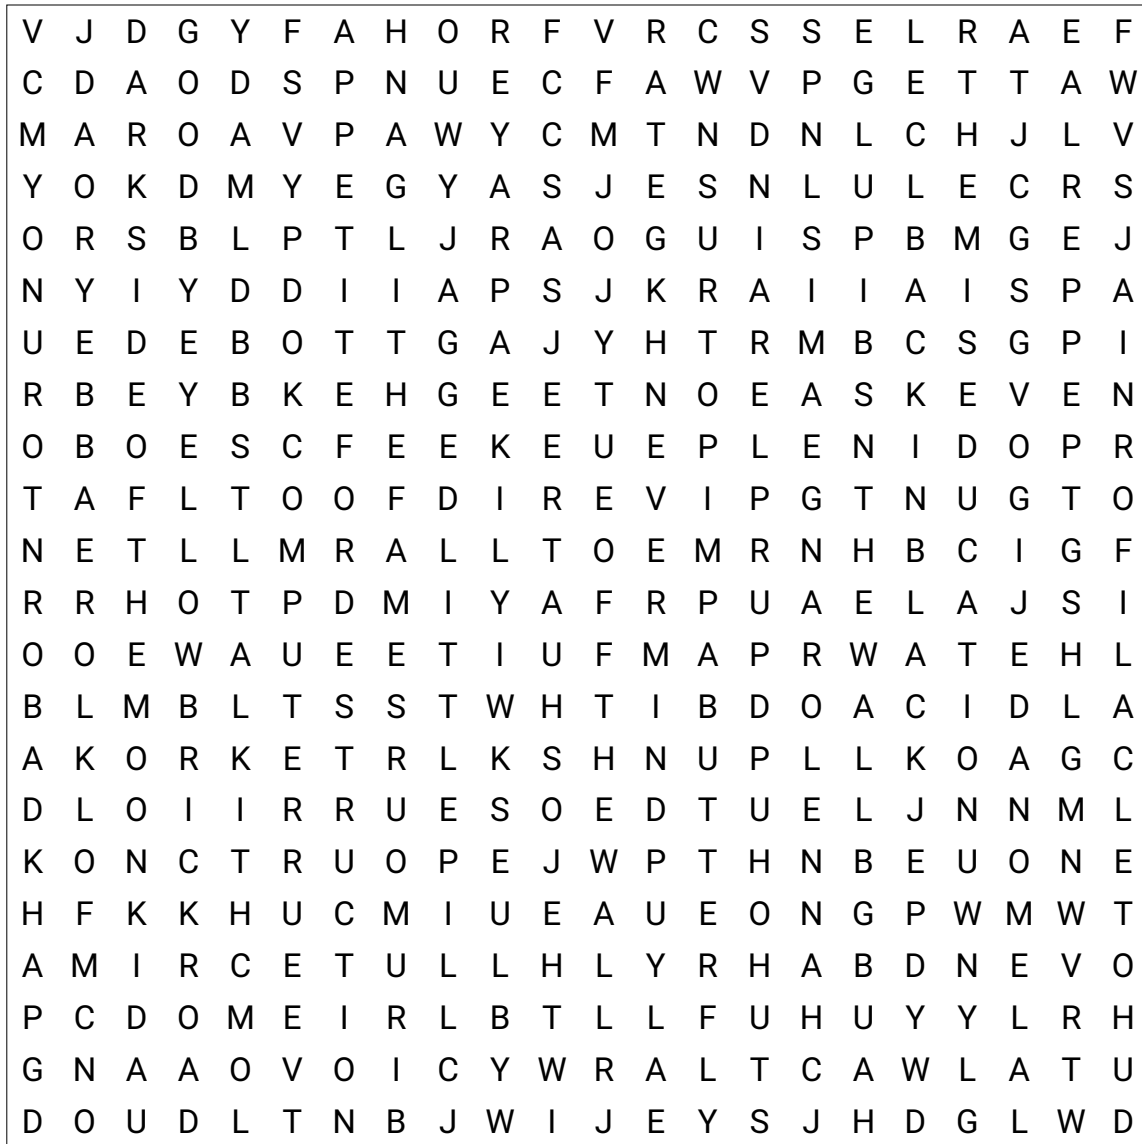 V J D G Y F A H O R F V R C S S E L R A E F
C D A O D S P N U E C F A W V P G E T T A W
M A R O A V P A W Y C M T N D N L C H J L V
Y O K D M Y E G Y A S J E S N L U L E C R S
O R S B L P T L J R A O G U I S P B M G E J
N Y I Y D D I I A P S J K R A I I A I S P A
U E D E B O T T G A J Y H T R M B C S G P I
R B E Y B K E H G E E T N O E A S K E V E N
O B O E S C F E E K E U E P L E N I D O P R
T A F L T O O F D I R E V I P G T N U G T O
N E T L L M R A L L T O E M R N H B C I G F
R R H O T P D M I Y A F R P U A E L A J S I
O O E W A U E E T I U F M A P R W A T E H L
B L M B L T S S T W H T I B D O A C I D L A
A K O R K E T R L K S H N U P L L K O A G C
D L O I I R R U E S O E D T U E L J N N M L
K O N C T R U O P E J W P T H N B E U O N E
H F K K H U C M I U E A U E O N G P W M W T
A M I R C E T U L L H L Y R H A B D N E V O
P C D O M E I R L B T L L F U H U Y Y L R H
G N A A O V O I C Y W R A L T C A W L A T U
D O U D L T N B J W I J E Y S J H D G L W D